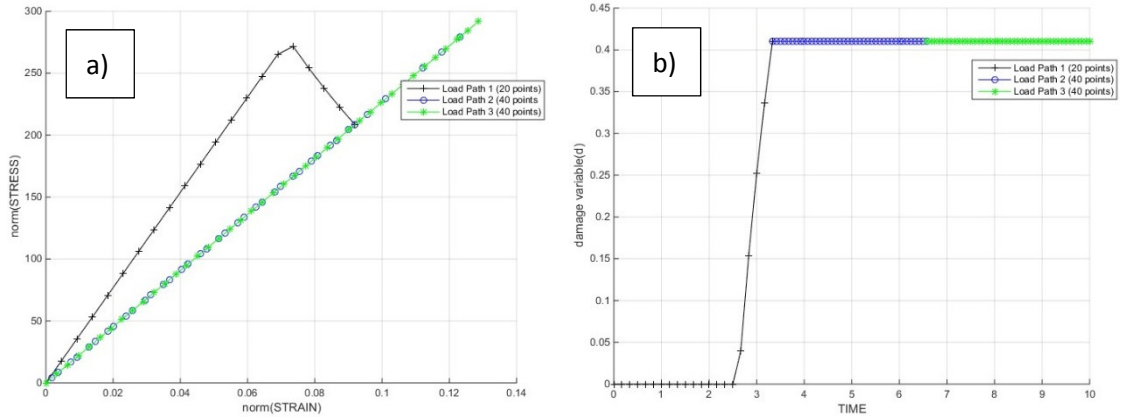 a)
300
250
200
150
100
50
0
norm(STRESS)
0 0.02 0.04 0.06 0.08 0.1 0.12 0.14
norm(STRAIN)
Load Path 1 (20 points)
Load Path 2 (40 points
Load Path 3 (40 points)
b)
0.45
0.4
0.35
0.3
0.25
0.2
0.15
0.1
0.05
0
damage variable(d)
0 1 2 3 4 5 6 7 8 9 10
TIME
Load Path 1 (20 points)
Load Path 2 (40 points)
Load Path 3 (40 points)